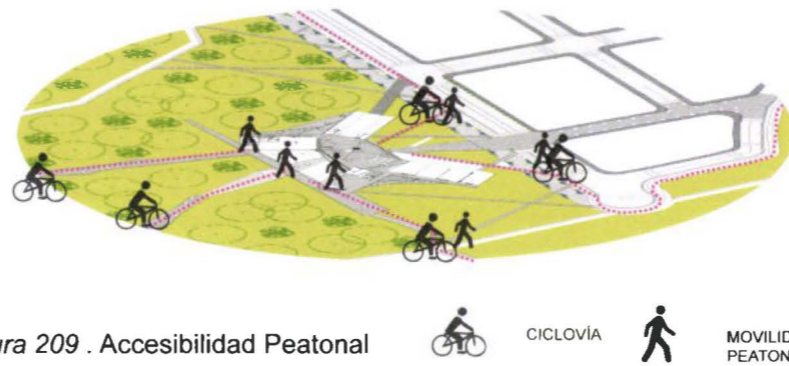 ura 209 . Accesibilidad Peatonal
CICLOVÍA
MOVILID
PEATON